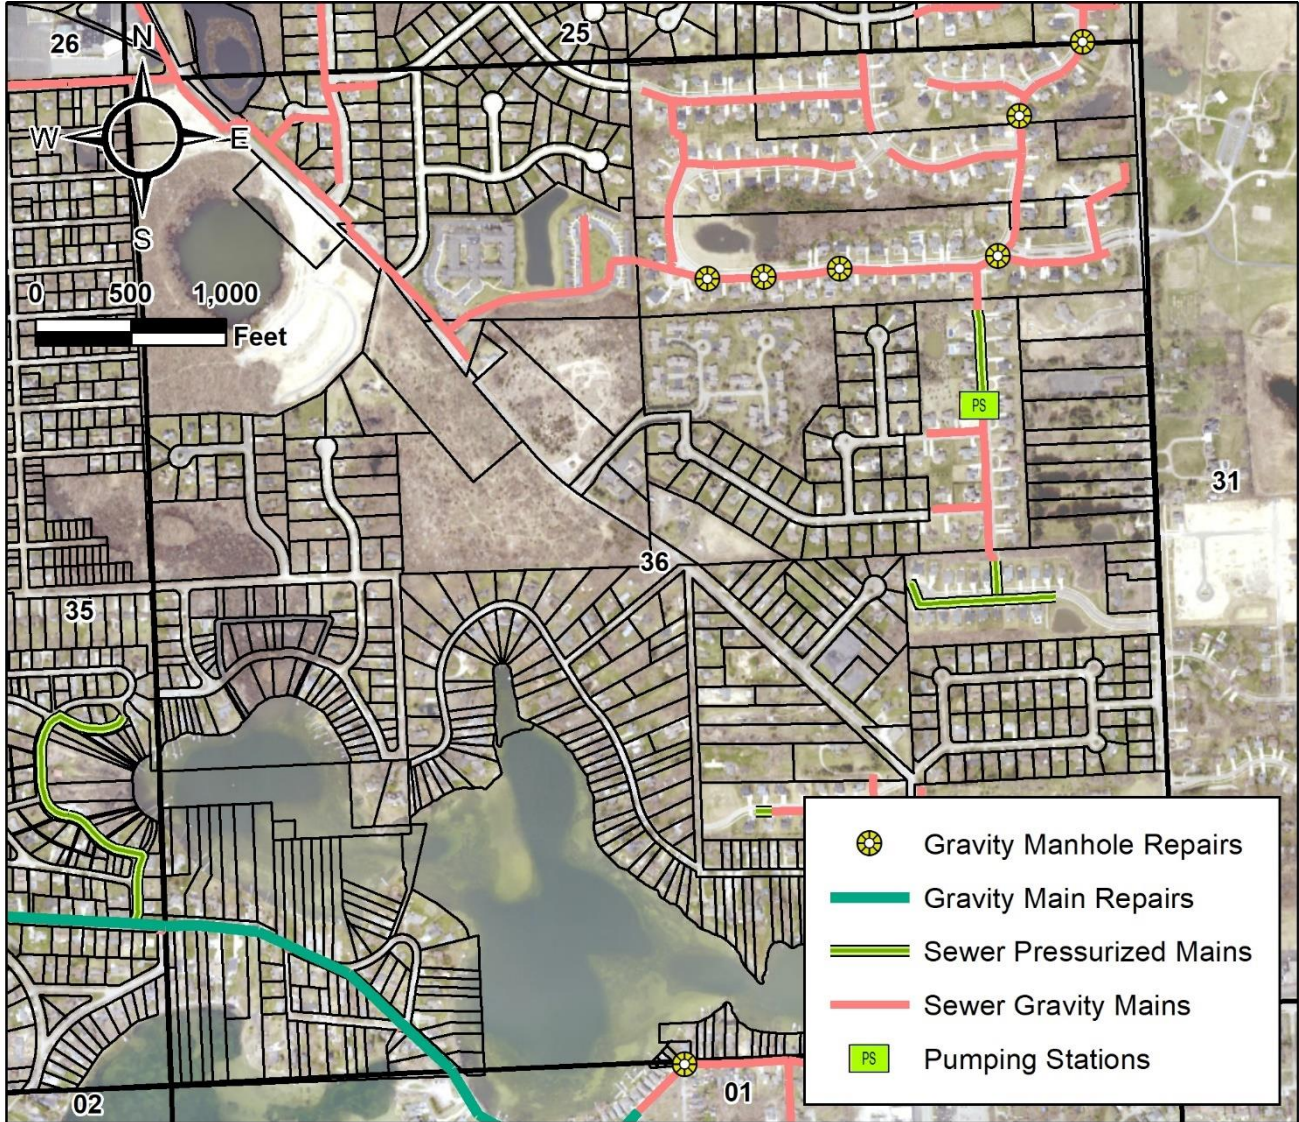 26
N
25
W
E
S
0 500 1,000
Feet
PS
31
36
35
Gravity Manhole Repairs
Gravity Main Repairs
Sewer Pressurized Mains
Sewer Gravity Mains
PS Pumping Stations
01
02